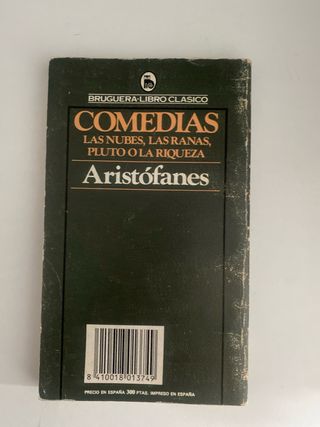 BRUGUERA-LIBRO CLASICO
COMEDIAS
LAS NUBES, LAS RANAS,
PLUTO O LA RIQUEZA
Aristófanes
8 410018 013749
PRECIO EN ESPAÑA 300 PTAS. IMPRESO EN ESPAÑA